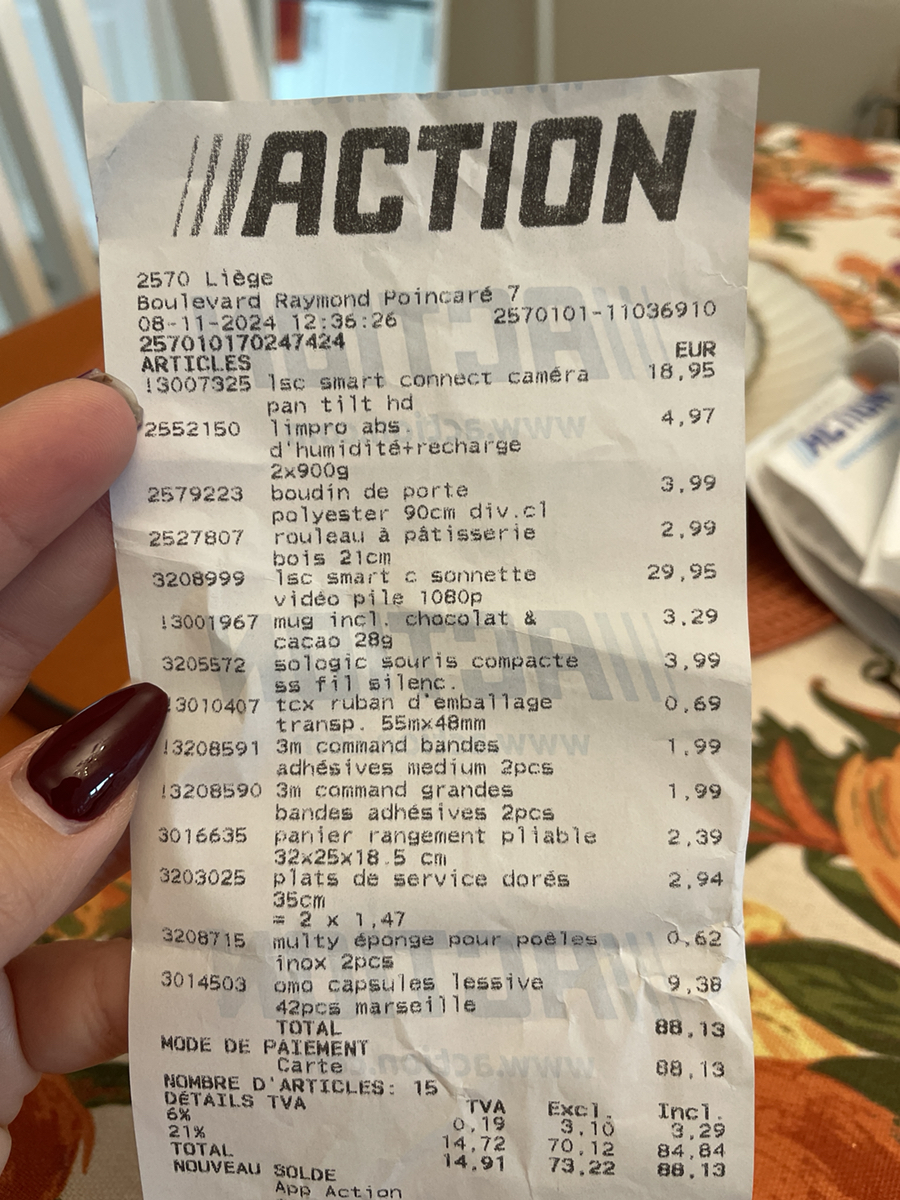 ///ACTION
2570 Liège
Boulevard Raymond Poincaré 7
08-11-2024 12:36:26 2570101-11036910
257010170247424
ARTICLES EUR
!3007325 lsc smart connect caméra 18,95
pan tilt hd
2552150 limpro abs. 4,97
d'humidité+recharge
2x900g
2579223 boudin de porte 3,99
polyester 90cm div.cl
2527807 rouleau à pâtisserie 2,99
bois 21cm
3208999 lsc smart c sonnette 29,95
vidéo pile 1080p
!3001967 mug incl. chocolat & 3,29
cacao 28g
3205572 sologic souris compacte 3,99
ss fil silenc.
!3010407 tcx ruban d'emballage 0,69
transp. 55mx48mm
!3208591 3m command bandes 1,99
adhésives medium 2pcs
!3208590 3m command grandes 1,99
bandes adhésives 2pcs
3016635 panier rangement pliable 2,39
32x25x18.5 cm
3203025 plats de service dorés 2,94
35cm
= 2 x 1,47
3208715 multy éponge pour poêles 0,62
inox 2pcs
3014503 omo capsules lessive 9,38
42pcs marseille
TOTAL 88,13
MODE DE PAIEMENT
Carte 88,13
NOMBRE D'ARTICLES: 15
DÉTAILS TVA TVA Excl. Incl.
6% 0,19 3,10 3,29
21% 14,72 70,12 84,84
TOTAL 14,91 73,22 88,13
NOUVEAU SOLDE
App Action
ACTION